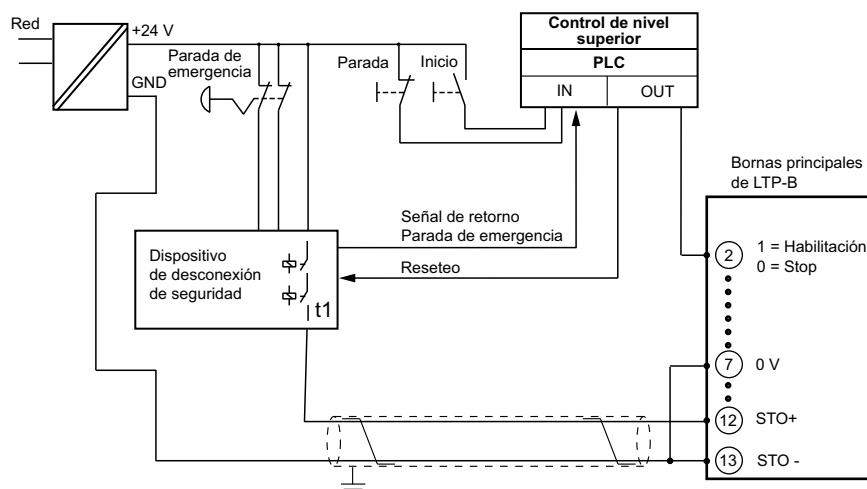 Red
+24 V
GND
Parada de
emergencia
Parada
Inicio
Control de nivel
superior
PLC
IN
OUT
Bornas principales
de LTP-B
Señal de retorno
Parada de emergencia
Reseteo
Dispositivo
de desconexión
de seguridad
t1
2
1 = Habilitación
0 = Stop
7
0 V
12
STO+
13
STO -